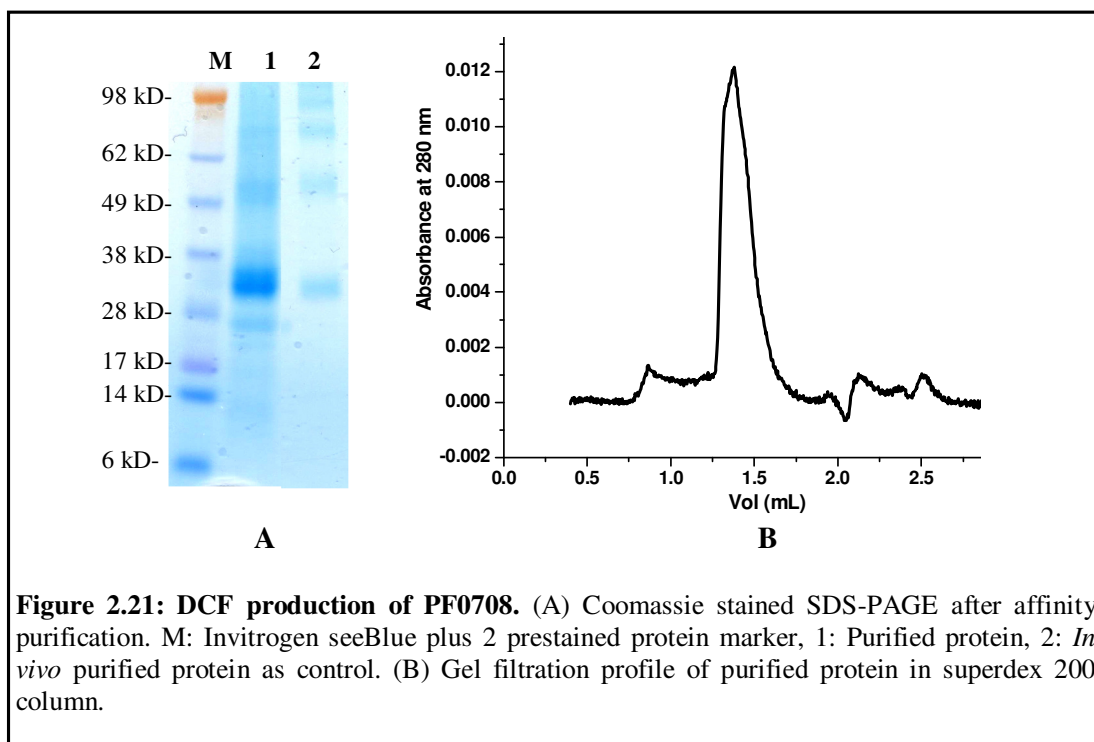 M 1 2
98 kD-
62 kD-
49 kD-
38 kD-
28 kD-
17 kD-
14 kD-
6 kD-
A
0.012
0.010
0.008
0.006
0.004
0.002
0.000
-0.002
Absorbance at 280 nm
0.0 0.5 1.0 1.5 2.0 2.5
Vol (mL)
B
Figure 2.21: DCF production of PF0708. (A) Coomassie stained SDS-PAGE after affinity
purification. M: Invitrogen seeBlue plus 2 prestained protein marker, 1: Purified protein, 2: In
vivo purified protein as control. (B) Gel filtration profile of purified protein in superdex 200
column.